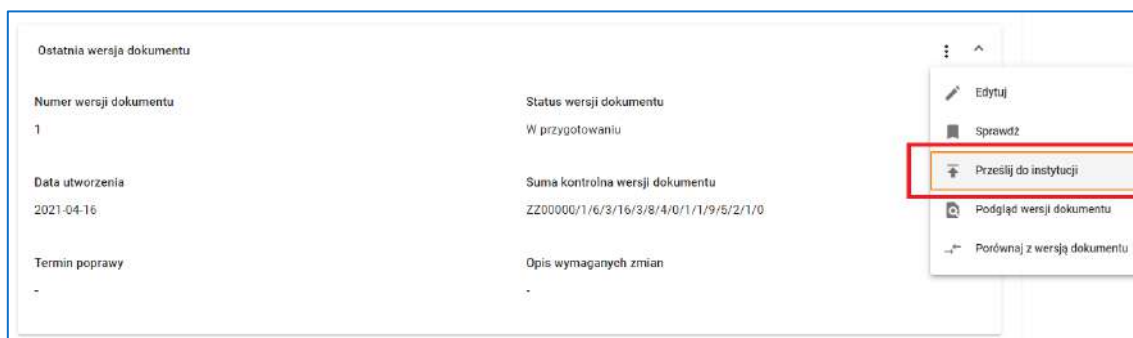 Ostatnia wersja dokumentu
Numer wersji dokumentu
1
Status wersji dokumentu
W przygotowaniu
Data utworzenia
2021-04-16
Suma kontrolna wersji dokumentu
ZZ00000/1/6/3/16/3/8/4/0/1/1/9/5/2/1/0
Termin poprawy
-
Opis wymaganych zmian
-
Edytuj
Sprawdź
Prześlij do instytucji
Podgląd wersji dokumentu
Porównaj z wersją dokumentu